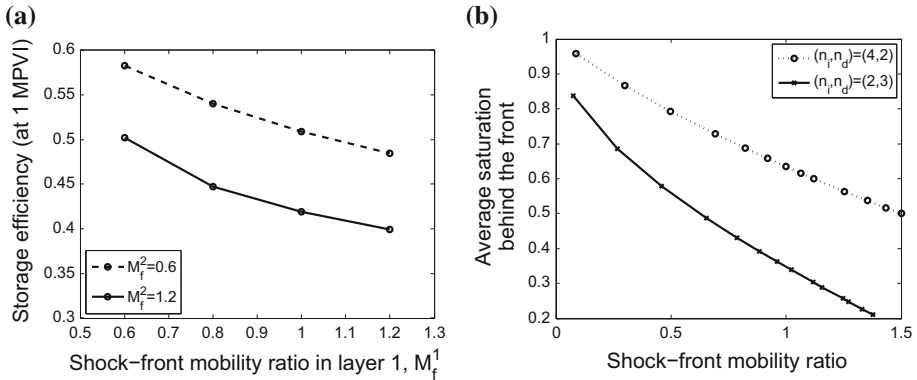 (a)
Storage efficiency (at 1 MPVI)
0.6
0.55
0.5
0.45
0.4
0.35
0.3
M_f^2=0.6
M_f^2=1.2
0.5 0.6 0.7 0.8 0.9 1 1.1 1.2 1.3
Shock−front mobility ratio in layer 1, M_f^1
(b)
Average saturation
behind the front
1
0.9
0.8
0.7
0.6
0.5
0.4
0.3
0.2
(n_i,n_d)=(4,2)
(n_i,n_d)=(2,3)
0 0.5 1 1.5
Shock−front mobility ratio